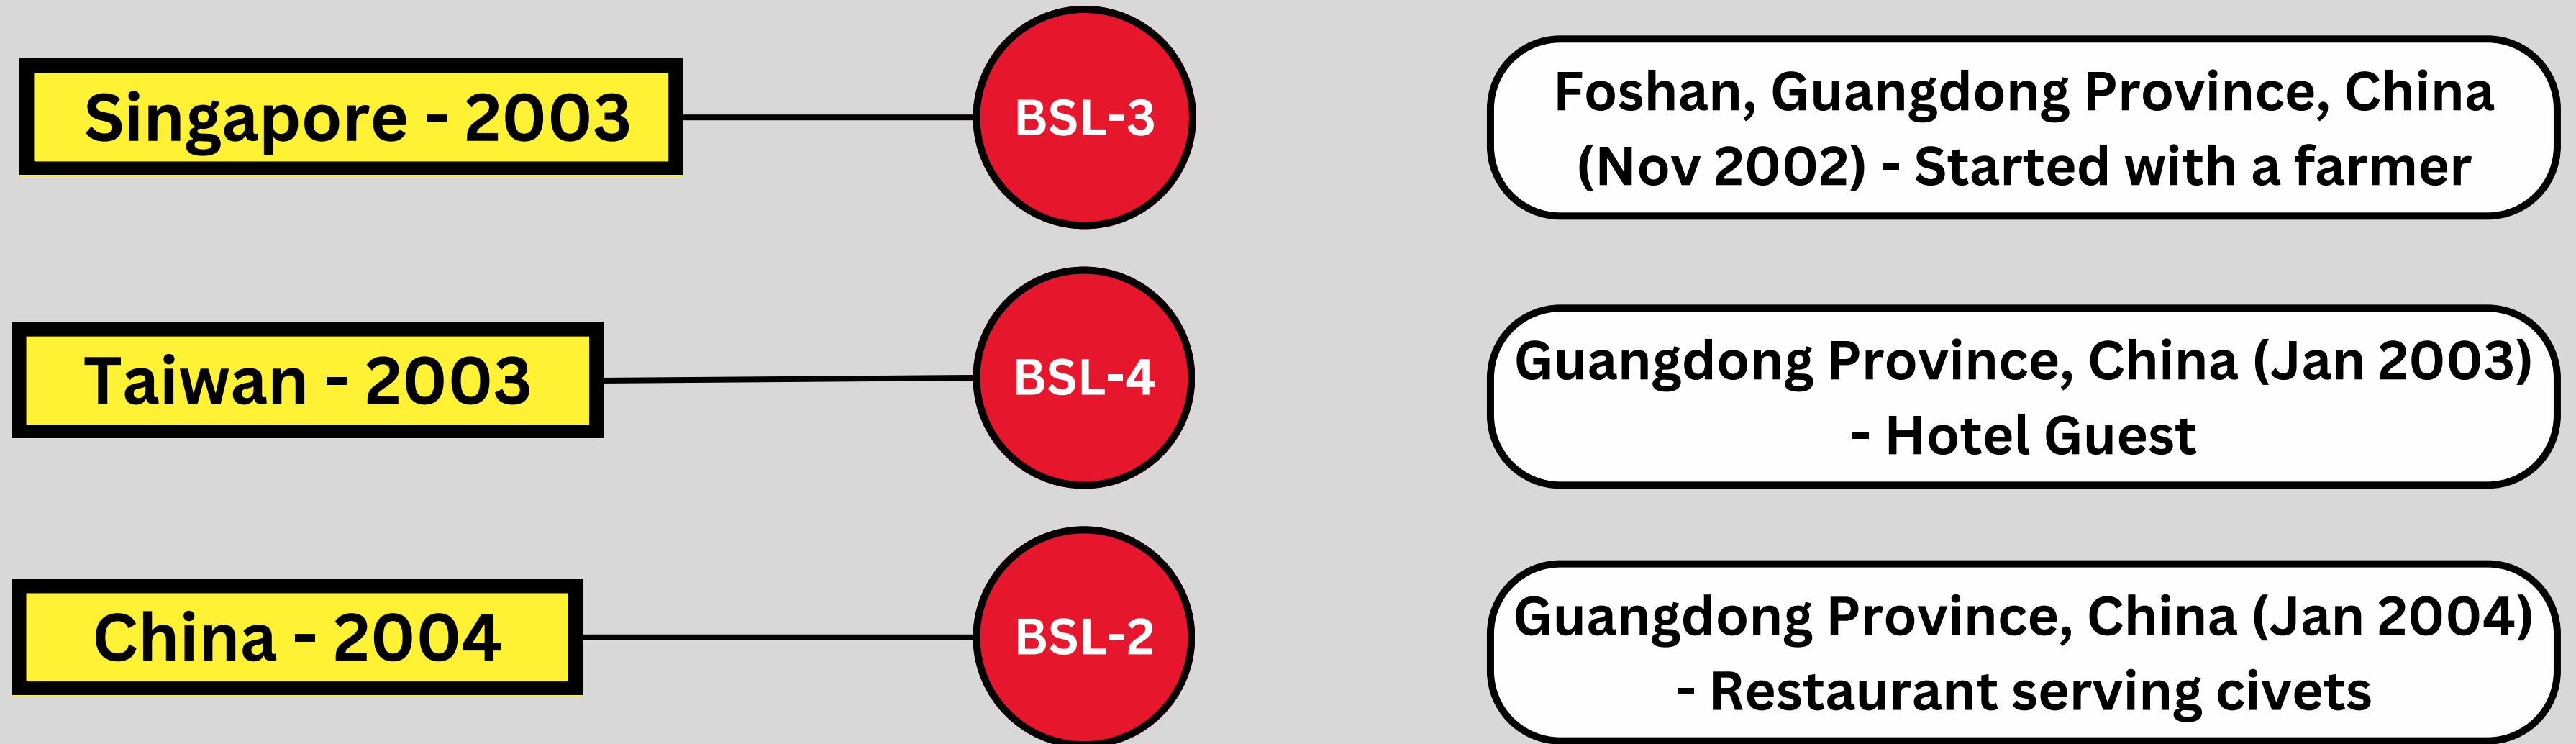 Singapore - 2003
BSL-3
Foshan, Guangdong Province, China
(Nov 2002) - Started with a farmer
Taiwan - 2003
BSL-4
Guangdong Province, China (Jan 2003)
- Hotel Guest
China - 2004
BSL-2
Guangdong Province, China (Jan 2004)
- Restaurant serving civets